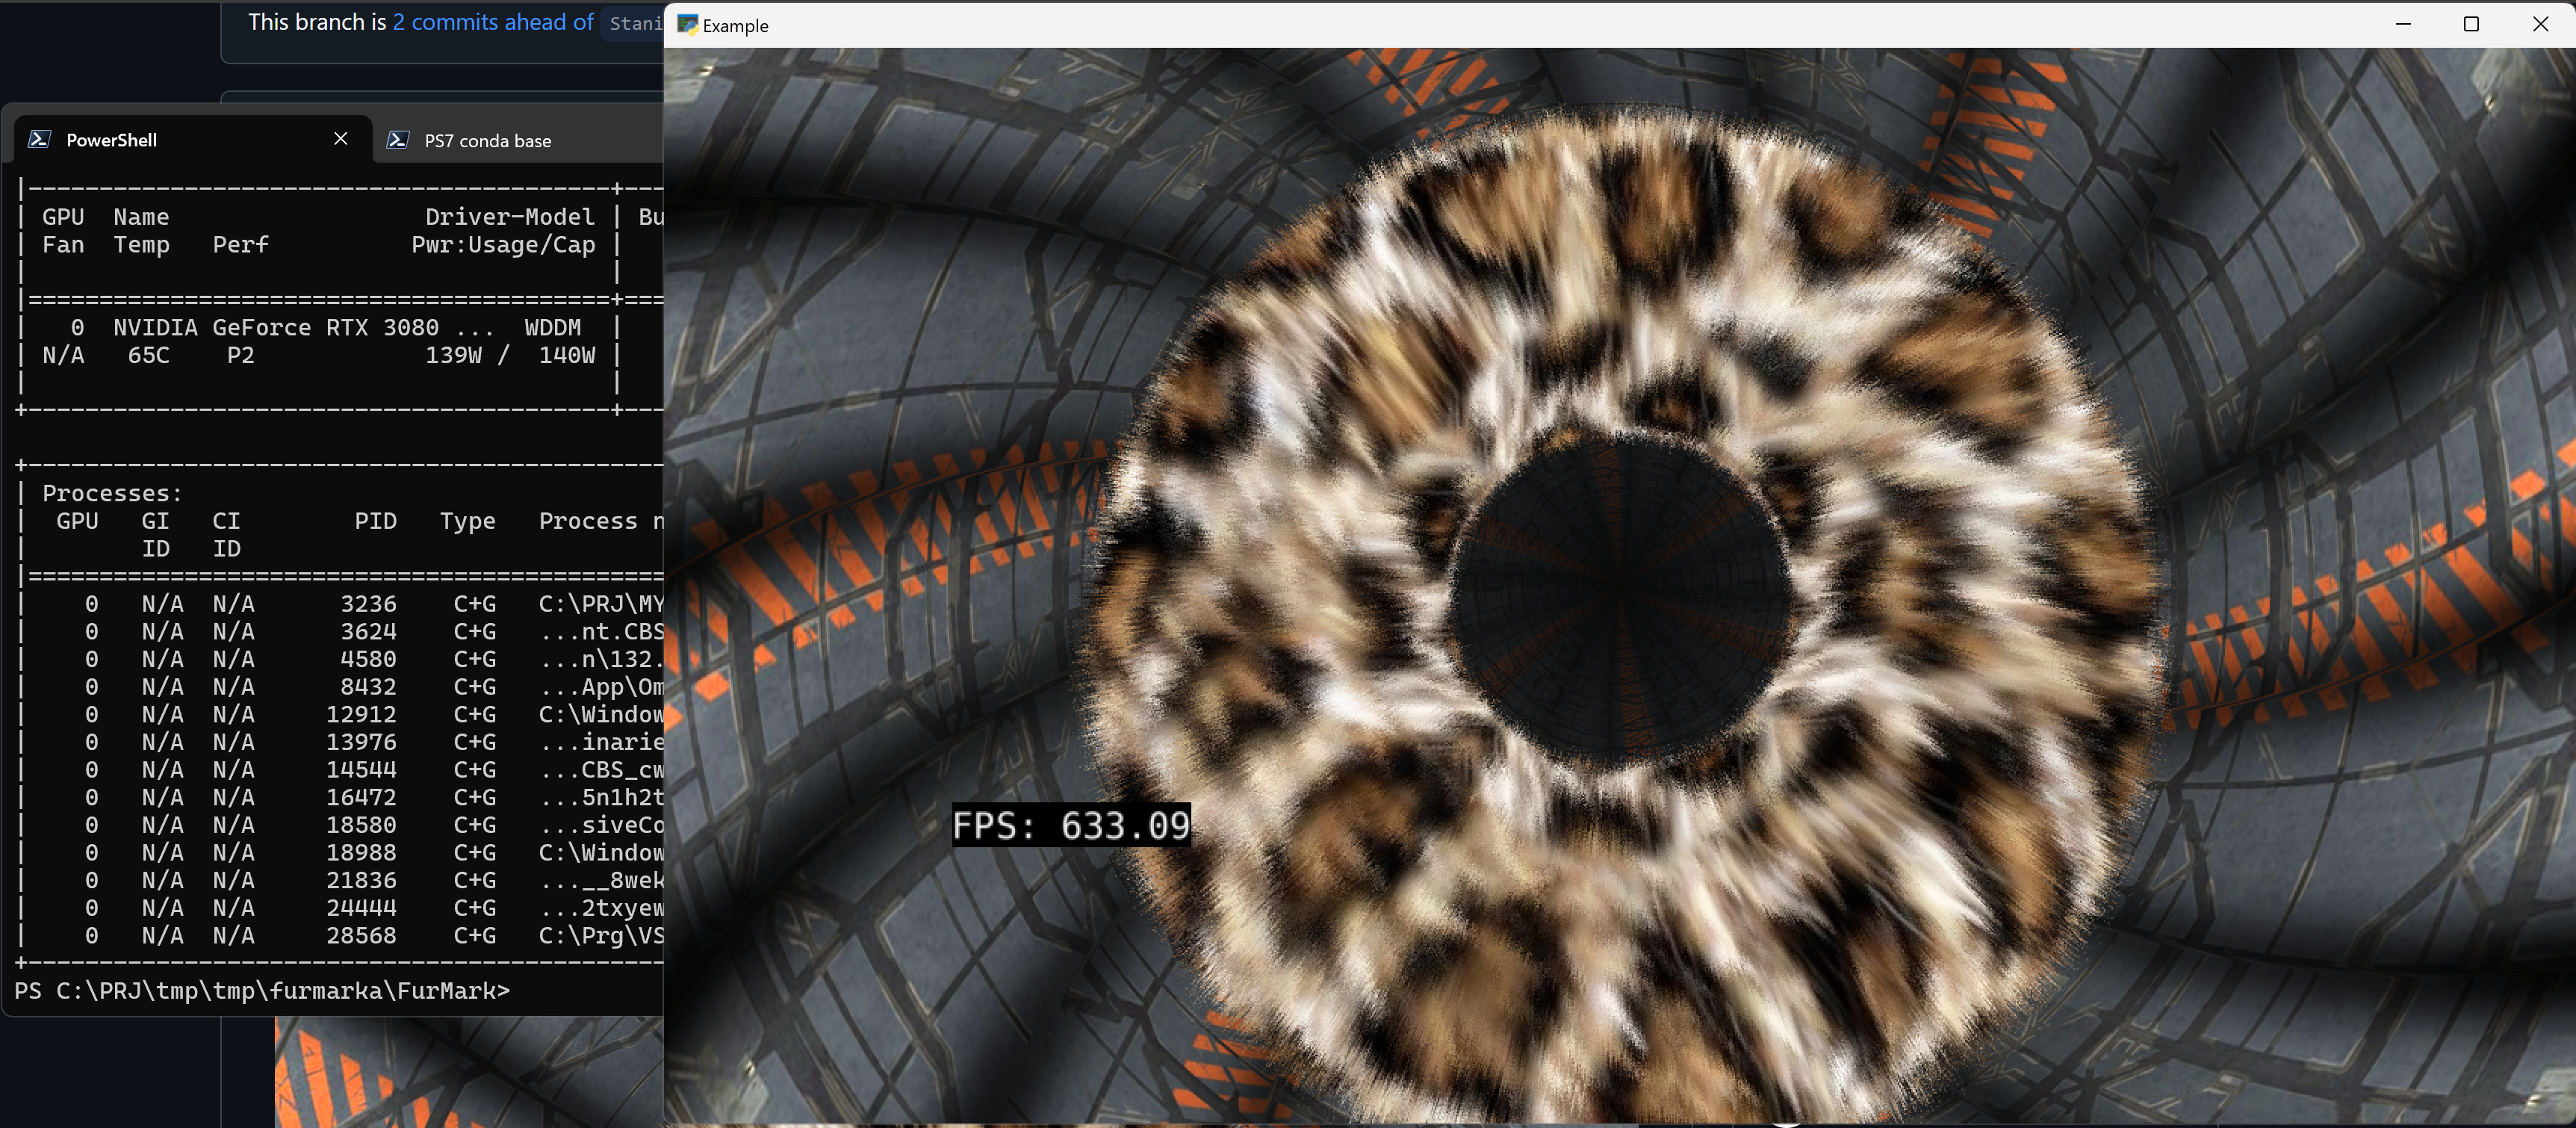 This branch is 2 commits ahead of Stani
Example
PowerShell
PS7 conda base
|-----------------------------------------+---
| GPU  Name                  Driver-Model | Bu
| Fan  Temp   Perf          Pwr:Usage/Cap |
|                                         |
|=========================================+===
|   0  NVIDIA GeForce RTX 3080 ...  WDDM  |
| N/A   65C    P2            139W /  140W |
|                                         |
+-----------------------------------------+---
+---------------------------------------------
| Processes:
|  GPU   GI   CI        PID   Type   Process n
|        ID   ID
|=============================================
|    0   N/A  N/A      3236    C+G   C:\PRJ\MY
|    0   N/A  N/A      3624    C+G   ...nt.CBS
|    0   N/A  N/A      4580    C+G   ...n\132.
|    0   N/A  N/A      8432    C+G   ...App\Om
|    0   N/A  N/A     12912    C+G   C:\Window
|    0   N/A  N/A     13976    C+G   ...inarie
|    0   N/A  N/A     14544    C+G   ...CBS_cw
|    0   N/A  N/A     16472    C+G   ...5n1h2t
|    0   N/A  N/A     18580    C+G   ...siveCo
|    0   N/A  N/A     18988    C+G   C:\Window
|    0   N/A  N/A     21836    C+G   ...__8wek
|    0   N/A  N/A     24444    C+G   ...2txyew
|    0   N/A  N/A     28568    C+G   C:\Prg\VS
+---------------------------------------------
PS C:\PRJ\tmp\tmp\furmarka\FurMark>
FPS: 633.09